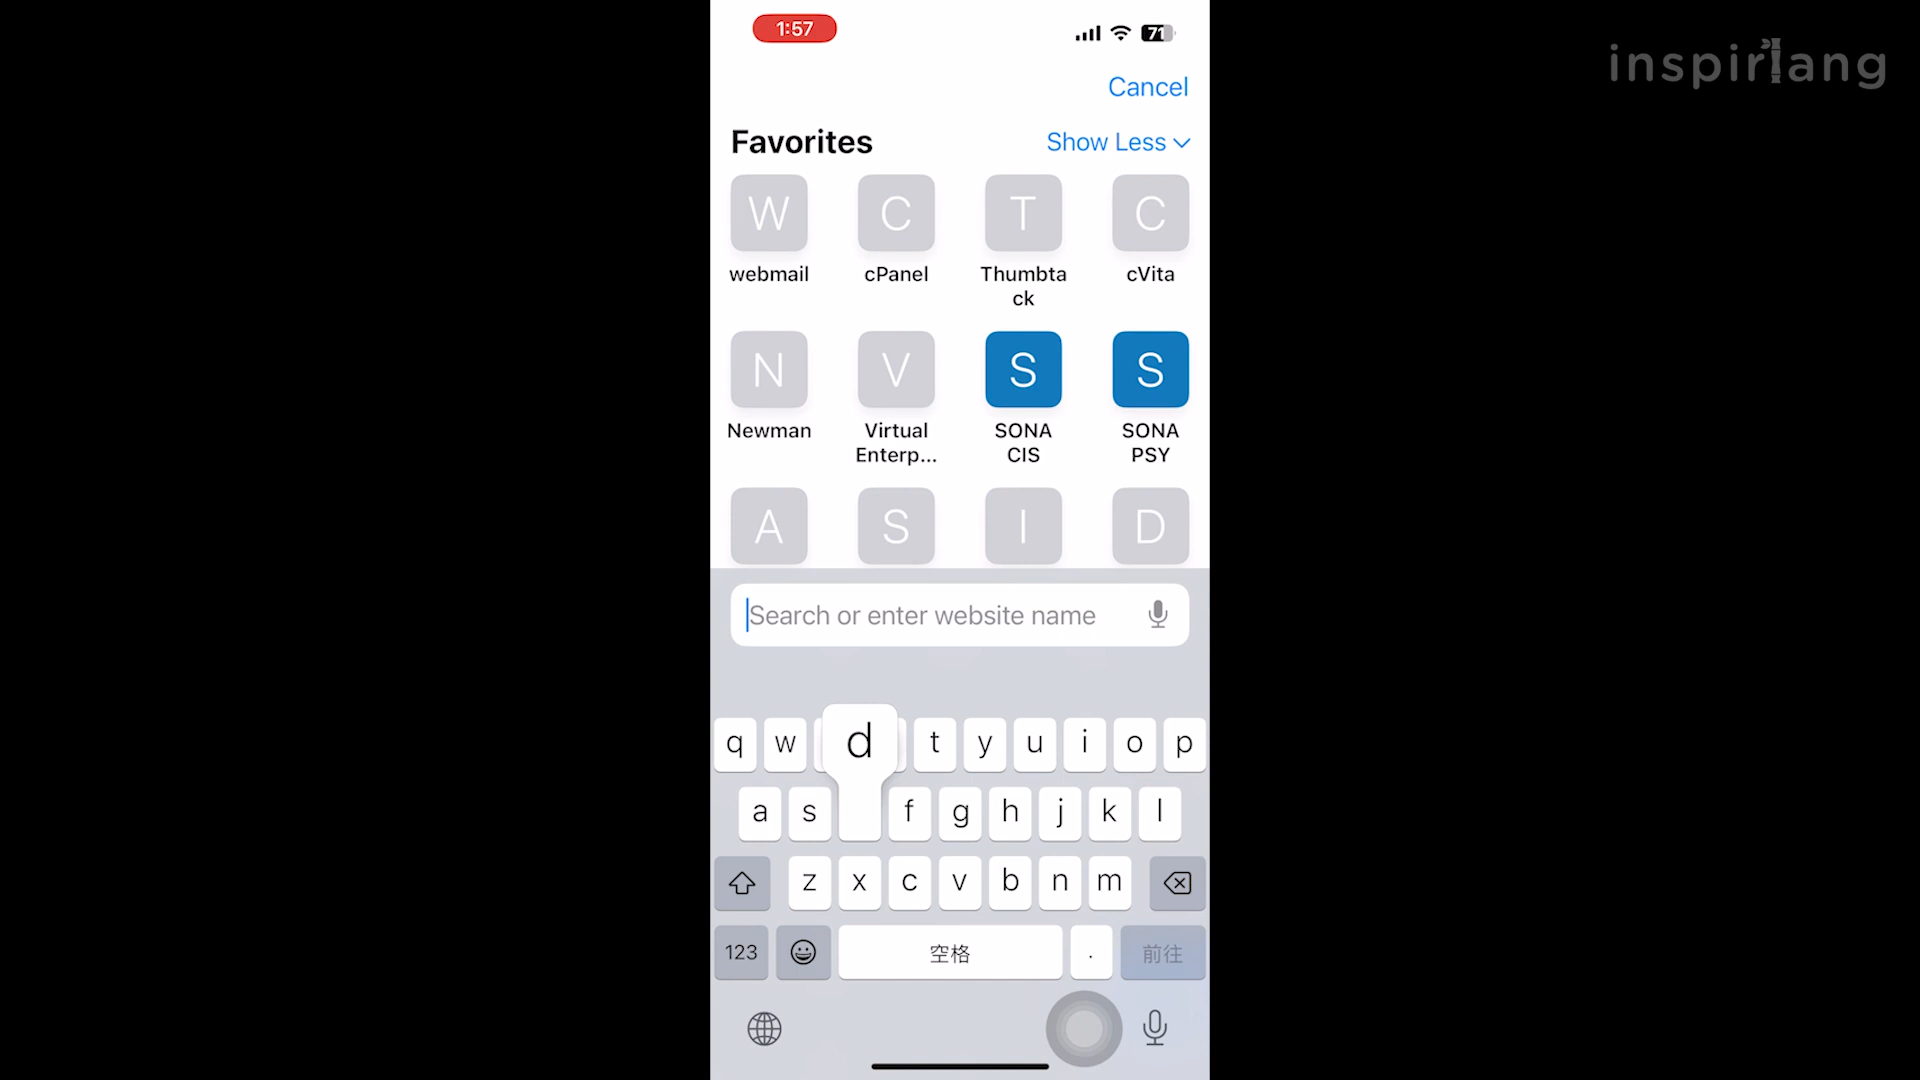 1:57
71
inspirlang
Cancel
Favorites
Show Less
W
C
T
C
webmail
cPanel
Thumbta
ck
cVita
N
V
S
S
Newman
Virtual
Enterp...
SONA
CIS
SONA
PSY
A
S
I
D
Search or enter website name
q w d t y u i o p
a s f g h j k l
z x c v b n m
123 空格 . 前往